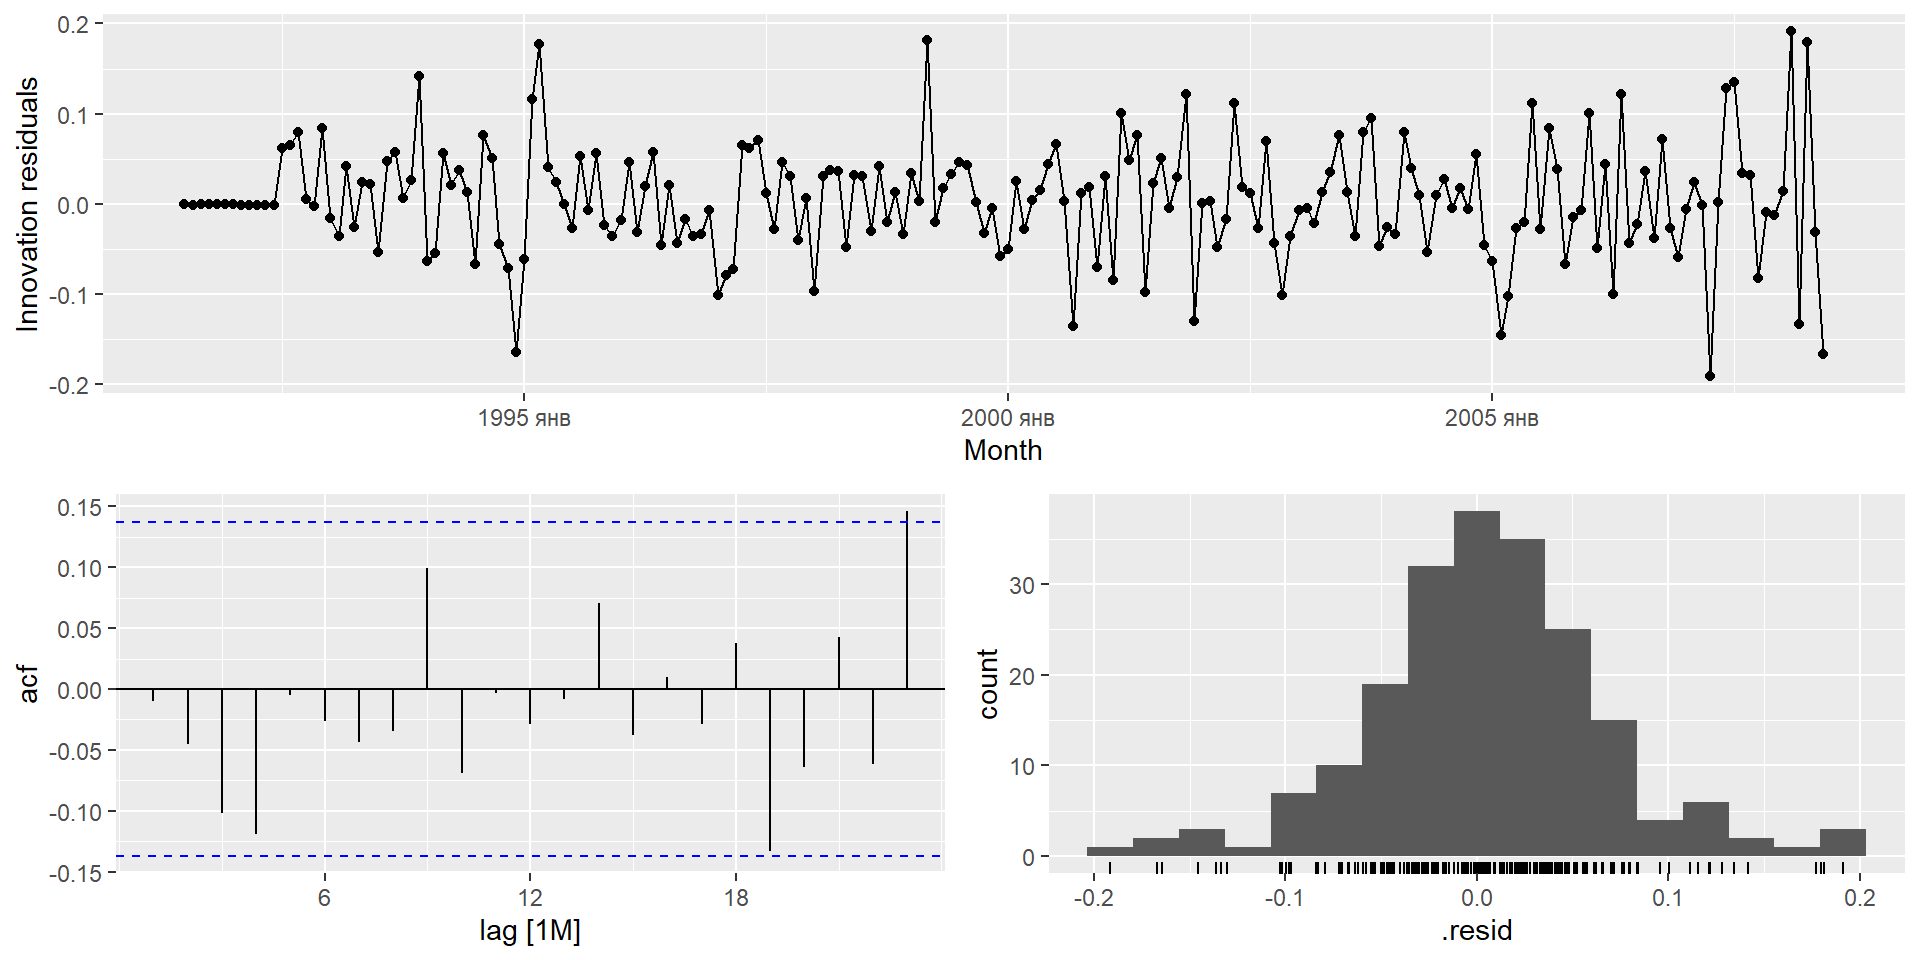 Innovation residuals
0.2
0.1
0.0
-0.1
-0.2
1995 янв
2000 янв
2005 янв
Month
acf
0.15
0.10
0.05
0.00
-0.05
-0.10
-0.15
6
12
18
lag [1M]
count
30
20
10
0
-0.2
-0.1
0.0
0.1
0.2
.resid